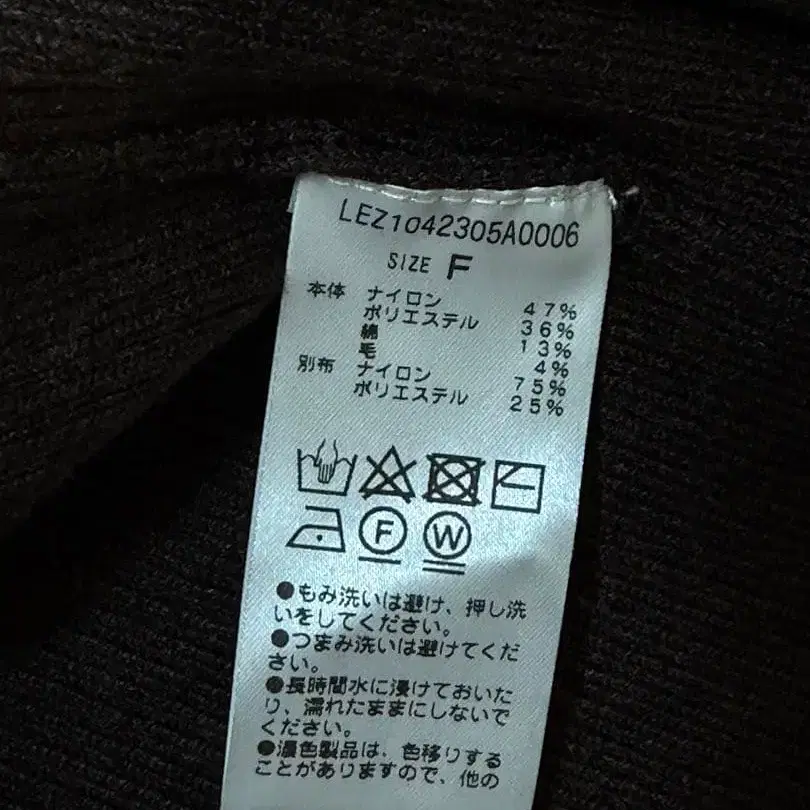 LEZ1042305A0006
SIZE F
本体 ナイロン 47%
ポリエステル 36%
綿 13%
毛 4%
別布 ナイロン 75%
ポリエステル 25%
F W
●もみ洗いは避け、押し洗
いをしてください。
●つまみ洗いは避けてくだ
さい。
●長時間水に浸けておいた
り、濡れたままにしないで
ください。
●濃色製品は、色移りする
ことがありますので、他の